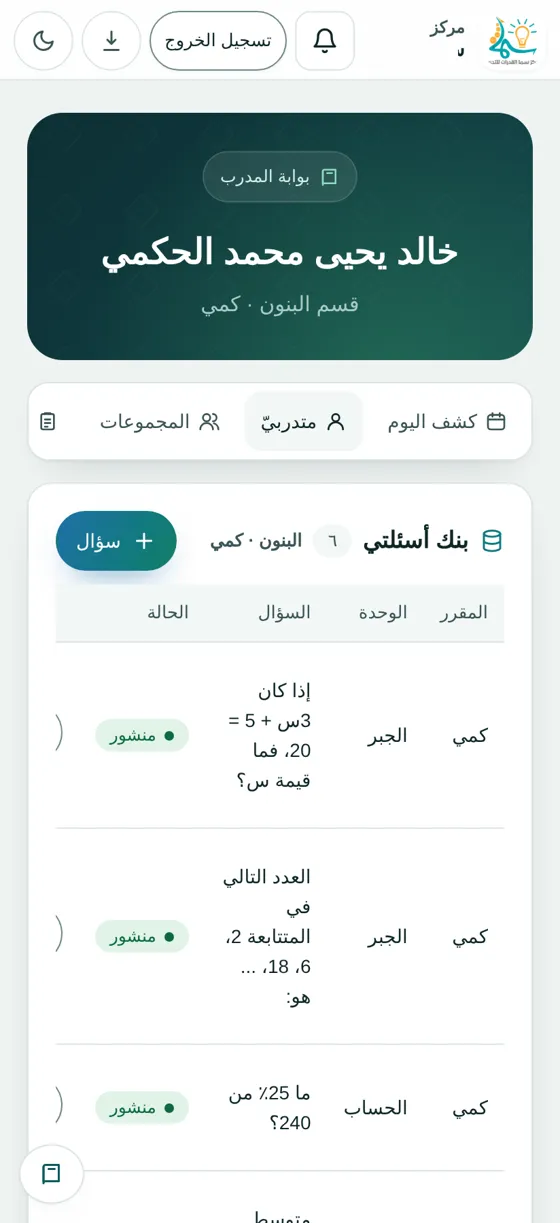 مركز
تسجيل الخروج
بوابة المدرب
خالد يحيى محمد الحكمي
قسم البنون · كمي
كشف اليوم
متدربيّ
المجموعات
بنك أسئلتي ٦ البنون · كمي
سؤال
المقرر الوحدة السؤال الحالة
كمي الجبر
إذا كان
3س + 5 =
20، فما
قيمة س؟
منشور
كمي الجبر
العدد التالي
في
المتتابعة 2،
6، 18، ...
هو:
منشور
كمي الحساب
ما 25٪ من
240؟
منشور
متوسط